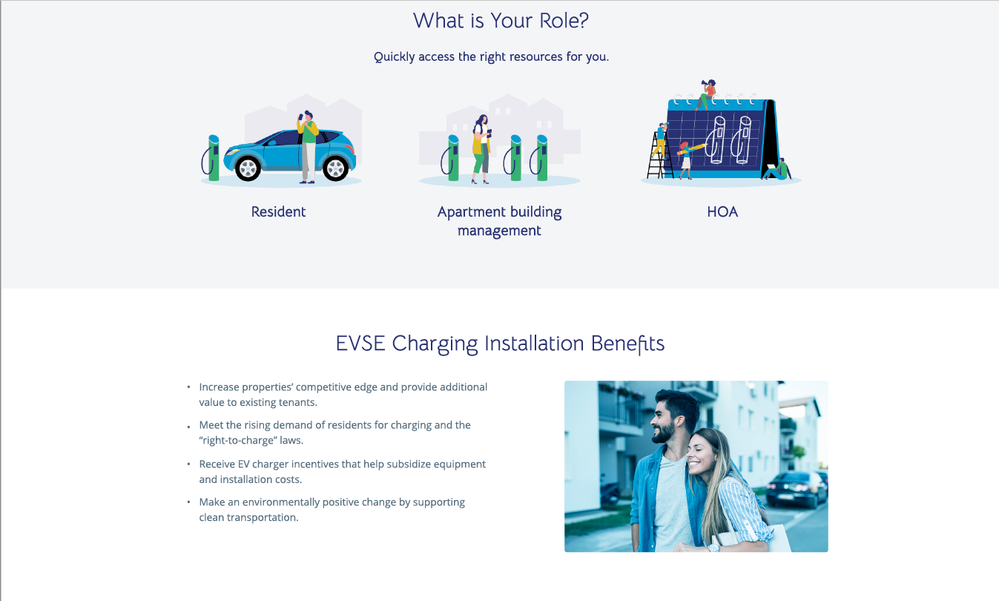 What is Your Role?
Quickly access the right resources for you.
Resident
Apartment building
management
HOA
EVSE Charging Installation Benefits
• Increase properties’ competitive edge and provide additional
value to existing tenants.
• Meet the rising demand of residents for charging and the
“right-to-charge” laws.
• Receive EV charger incentives that help subsidize equipment
and installation costs.
• Make an environmentally positive change by supporting
clean transportation.